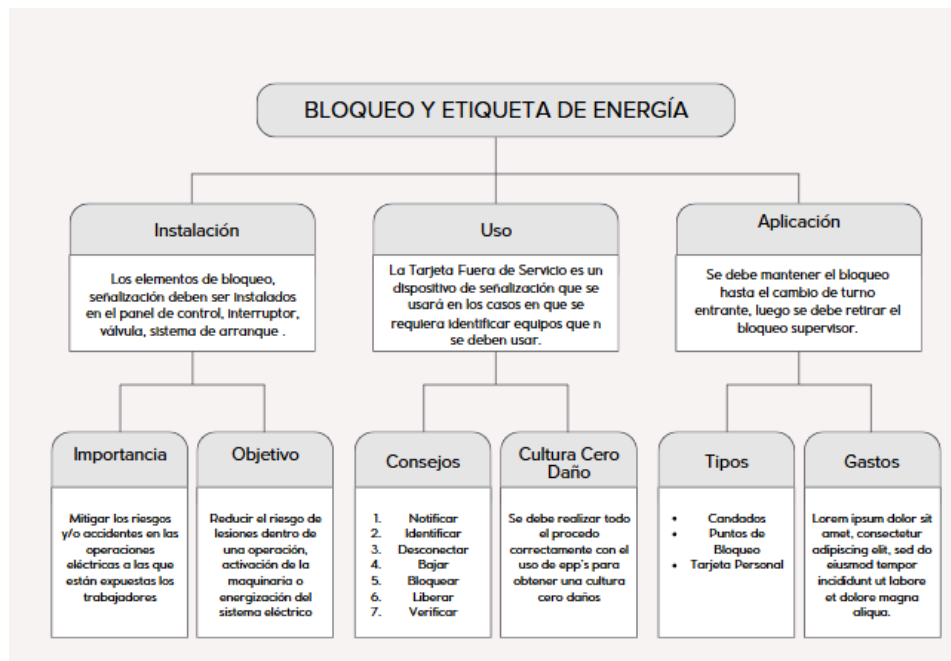 BLOQUEO Y ETIQUETA DE ENERGÍA
Instalación
Los elementos de bloqueo,
señalización deben ser instalados
en el panel de control, interruptor,
válvula, sistema de arranque .
Uso
La Tarjeta Fuera de Servicio es un
dispositivo de señalización que se
usará en los casos en que se
requiera identificar equipos que n
se deben usar.
Aplicación
Se debe mantener el bloqueo
hasta el cambio de turno
entrante, luego se debe retirar el
bloqueo supervisor.
Importancia
Mitigar los riesgos
y/o accidentes en las
operaciones
eléctricas a las que
están expuestas los
trabajadores
Objetivo
Reducir el riesgo de
lesiones dentro de
una operación,
activación de la
maquinaria o
energización del
sistema eléctrico
Consejos
1. Notificar
2. Identificar
3. Desconectar
4. Bajar
5. Bloquear
6. Liberar
7. Verificar
Cultura Cero
Daño
Se debe realizar todo
el procedo
correctamente con el
uso de epp's para
obtener una cultura
cero daños
Tipos
• Candados
• Puntos de
Bloqueo
• Tarjeta Personal
Gastos
Lorem ipsum dolor sit
amet, consectetur
adipiscing elit, sed do
eiusmod tempor
incididunt ut labore
et dolore magna
aliqua.